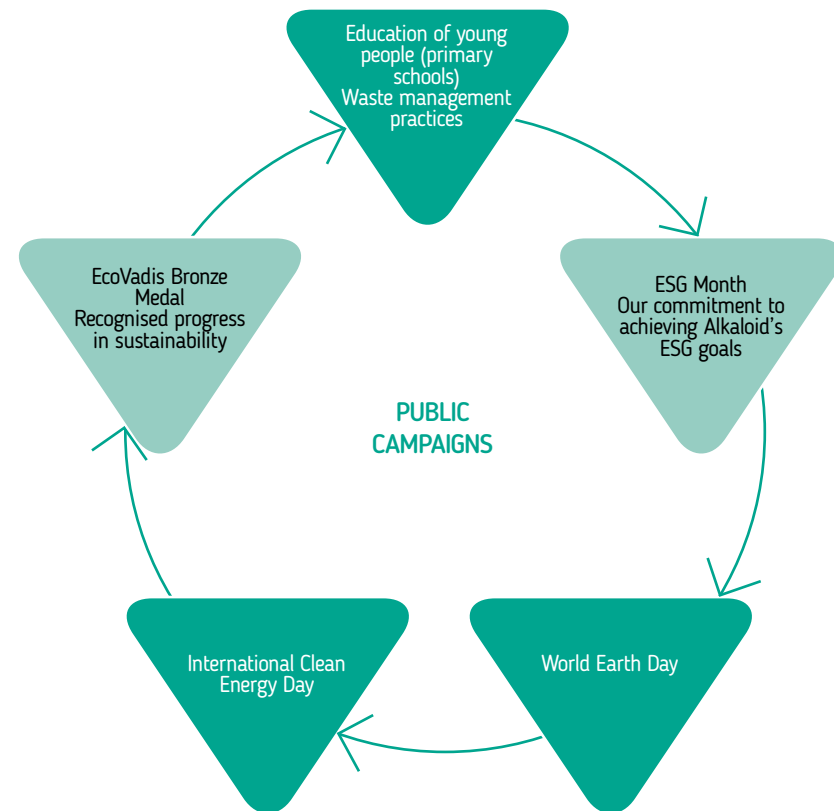 Education of young
people (primary
schools)
Waste management
practices
EcoVadis Bronze
Medal
Recognised progress
in sustainability
ESG Month
Our commitment to
achieving Alkaloid's
ESG goals
PUBLIC
CAMPAIGNS
International Clean
Energy Day
World Earth Day